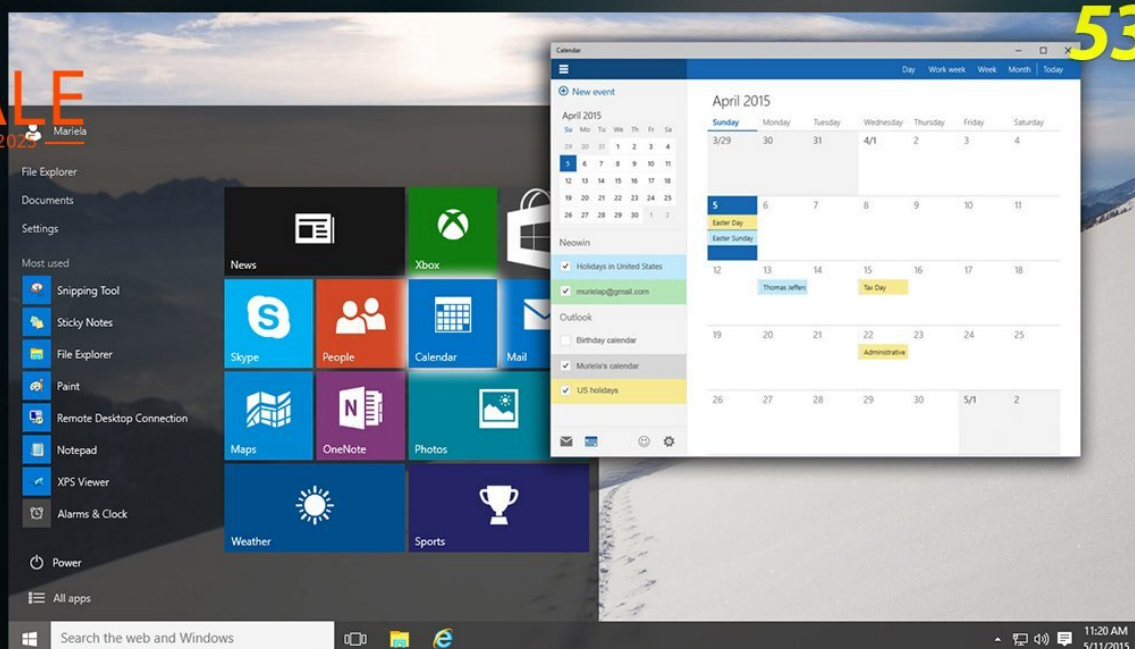 53
Calendar
Day Work week Week Month Today
New event
April 2015
Su Mo Tu We Th Fr Sa
29 30 31 1 2 3 4
5 6 7 8 9 10 11
12 13 14 15 16 17 18
19 20 21 22 23 24 25
26 27 28 29 30 1 2
Neowin
Holidays in United States
murielap@gmail.com
Outlook
Birthday calendar
Muriela's calendar
US holidays
April 2015
Sunday Monday Tuesday Wednesday Thursday Friday Saturday
3/29 30 31 4/1 2 3 4
5 6 7 8 9 10 11
Easter Day
Easter Sunday
12 13 14 15 16 17 18
Thomas Jeffers Tax Day
19 20 21 22 23 24 25
Administrative
26 27 28 29 30 5/1 2
ALE
2025
Mariela
File Explorer
Documents
Settings
Most used
Snipping Tool
Sticky Notes
File Explorer
Paint
Remote Desktop Connection
Notepad
XPS Viewer
Alarms & Clock
Power
All apps
News Xbox
Skype People Calendar Mail
Maps OneNote Photos
Weather Sports
Search the web and Windows
11:20 AM
5/11/2015